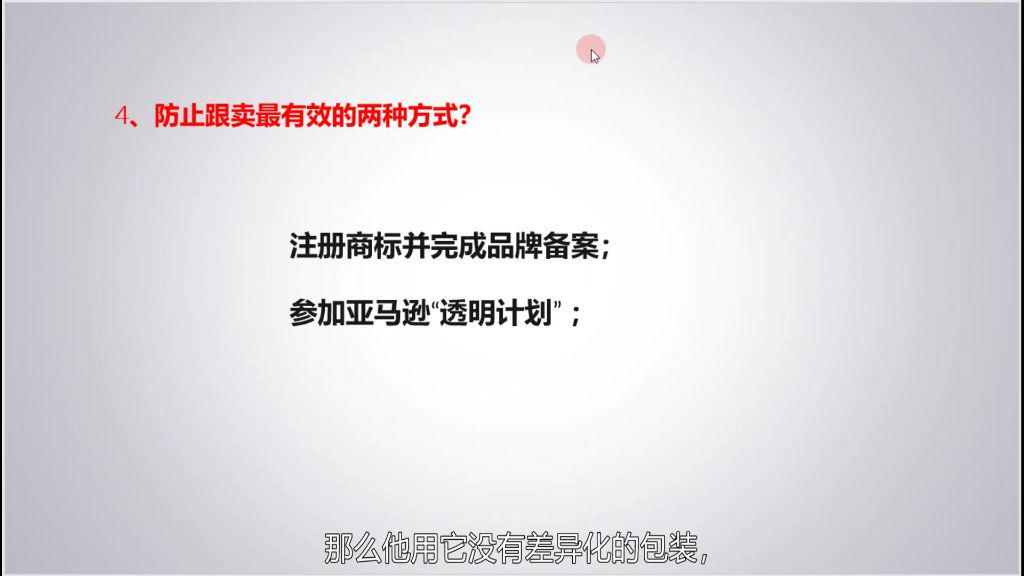 4、防止跟卖最有效的两种方式？
注册商标并完成品牌备案；
参加亚马逊“透明计划”；
那么他用它没有差异化的包装，